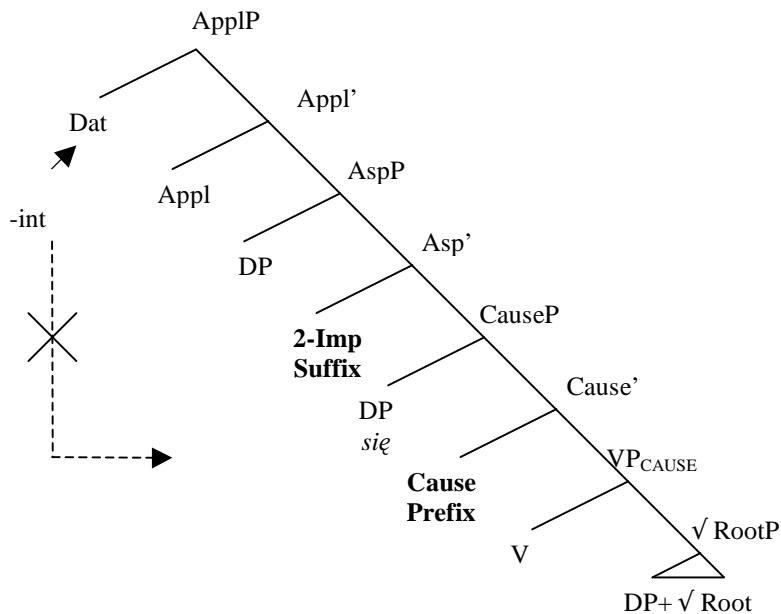 ApplP
Appl’
Dat
AspP
Appl
-int
Asp’
DP
CauseP
2-Imp
Suffix
Cause’
DP
się
VPCAUSE
Cause
Prefix
√ RootP
V
DP+ √ Root